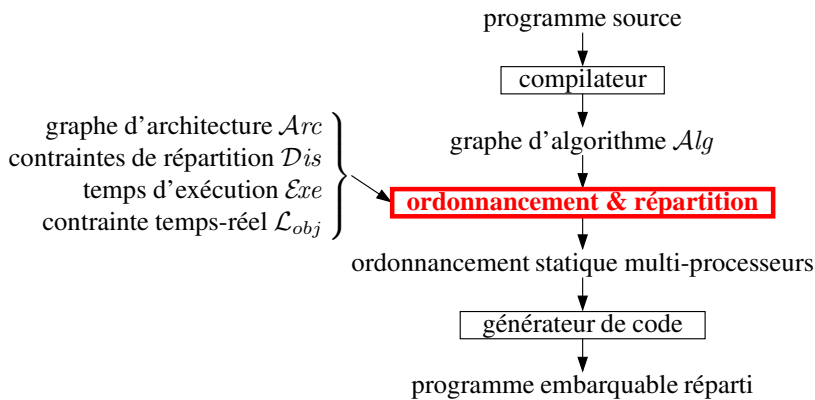 programme source
compilateur
graphe d'architecture 𝒜rc
contraintes de répartition 𝒟is
temps d'exécution ℰxe
contrainte temps-réel ℒ_obj
graphe d'algorithme 𝒜lg
ordonnancement & répartition
ordonnancement statique multi-processeurs
générateur de code
programme embarquable réparti